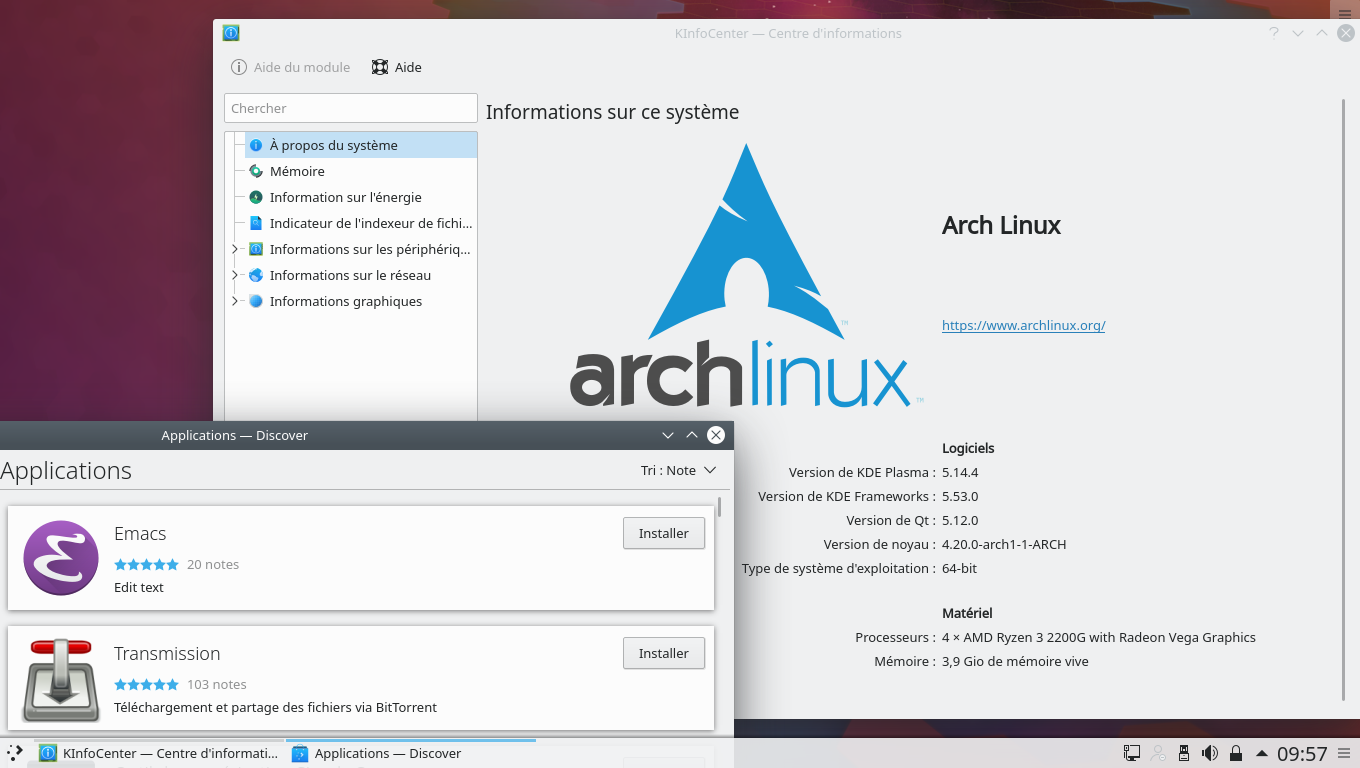 KInfoCenter — Centre d'informations
Aide du module
Aide
Chercher
À propos du système
Mémoire
Information sur l'énergie
Indicateur de l'indexeur de fichi...
Informations sur les périphériq...
Informations sur le réseau
Informations graphiques
Informations sur ce système
archlinux
TM
TM
Arch Linux
https://www.archlinux.org/
Logiciels
Version de KDE Plasma : 5.14.4
Version de KDE Frameworks : 5.53.0
Version de Qt : 5.12.0
Version de noyau : 4.20.0-arch1-1-ARCH
Type de système d'exploitation : 64-bit
Matériel
Processeurs : 4 × AMD Ryzen 3 2200G with Radeon Vega Graphics
Mémoire : 3,9 Gio de mémoire vive
Applications — Discover
Applications
Tri : Note
Emacs
20 notes
Edit text
Installer
Transmission
103 notes
Téléchargement et partage des fichiers via BitTorrent
Installer
KInfoCenter — Centre d'informati...
Applications — Discover
09:57